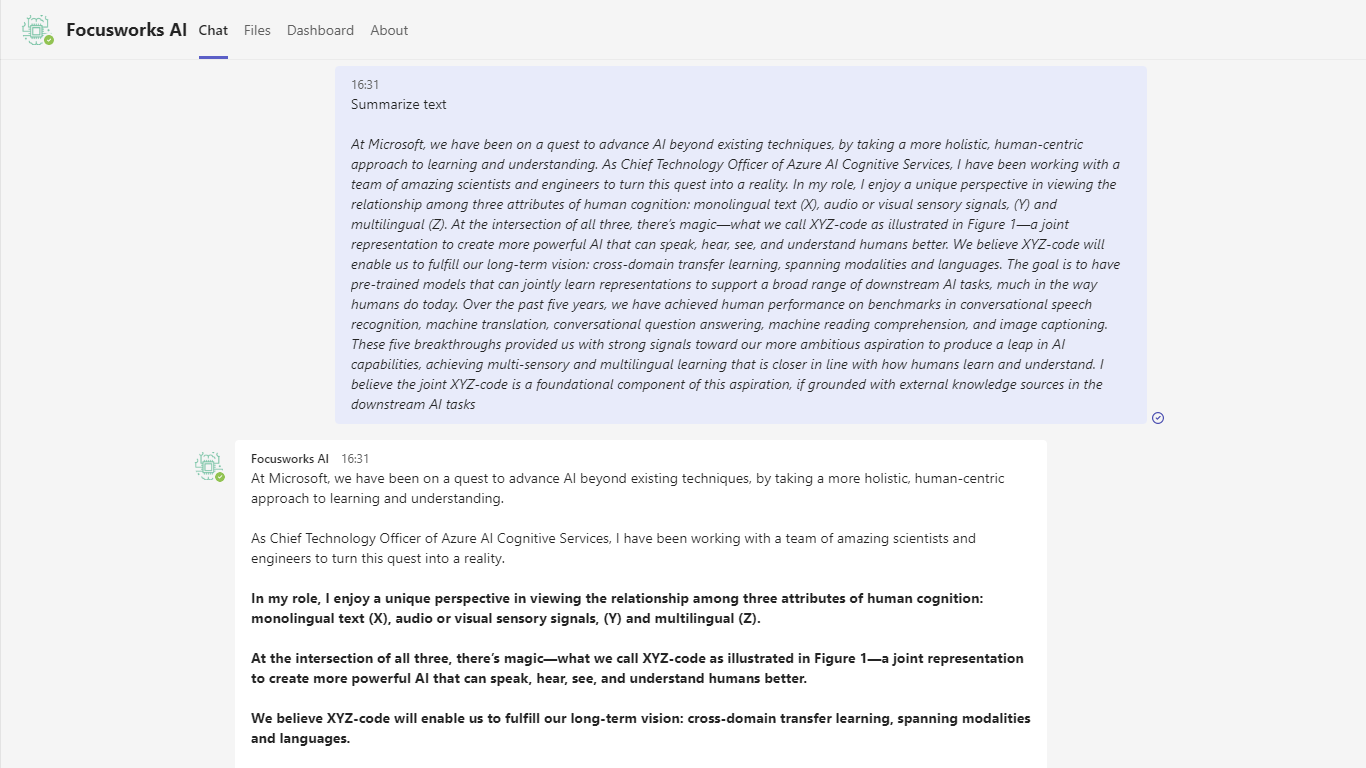 Focusworks AI Chat Files Dashboard About
16:31
Summarize text
At Microsoft, we have been on a quest to advance AI beyond existing techniques, by taking a more holistic, human-centric
approach to learning and understanding. As Chief Technology Officer of Azure AI Cognitive Services, I have been working with a
team of amazing scientists and engineers to turn this quest into a reality. In my role, I enjoy a unique perspective in viewing the
relationship among three attributes of human cognition: monolingual text (X), audio or visual sensory signals, (Y) and
multilingual (Z). At the intersection of all three, there’s magic—what we call XYZ-code as illustrated in Figure 1—a joint
representation to create more powerful AI that can speak, hear, see, and understand humans better. We believe XYZ-code will
enable us to fulfill our long-term vision: cross-domain transfer learning, spanning modalities and languages. The goal is to have
pre-trained models that can jointly learn representations to support a broad range of downstream AI tasks, much in the way
humans do today. Over the past five years, we have achieved human performance on benchmarks in conversational speech
recognition, machine translation, conversational question answering, machine reading comprehension, and image captioning.
These five breakthroughs provided us with strong signals toward our more ambitious aspiration to produce a leap in AI
capabilities, achieving multi-sensory and multilingual learning that is closer in line with how humans learn and understand. I
believe the joint XYZ-code is a foundational component of this aspiration, if grounded with external knowledge sources in the
downstream AI tasks
Focusworks AI 16:31
At Microsoft, we have been on a quest to advance AI beyond existing techniques, by taking a more holistic, human-centric
approach to learning and understanding.
As Chief Technology Officer of Azure AI Cognitive Services, I have been working with a team of amazing scientists and
engineers to turn this quest into a reality.
In my role, I enjoy a unique perspective in viewing the relationship among three attributes of human cognition:
monolingual text (X), audio or visual sensory signals, (Y) and multilingual (Z).
At the intersection of all three, there’s magic—what we call XYZ-code as illustrated in Figure 1—a joint representation
to create more powerful AI that can speak, hear, see, and understand humans better.
We believe XYZ-code will enable us to fulfill our long-term vision: cross-domain transfer learning, spanning modalities
and languages.